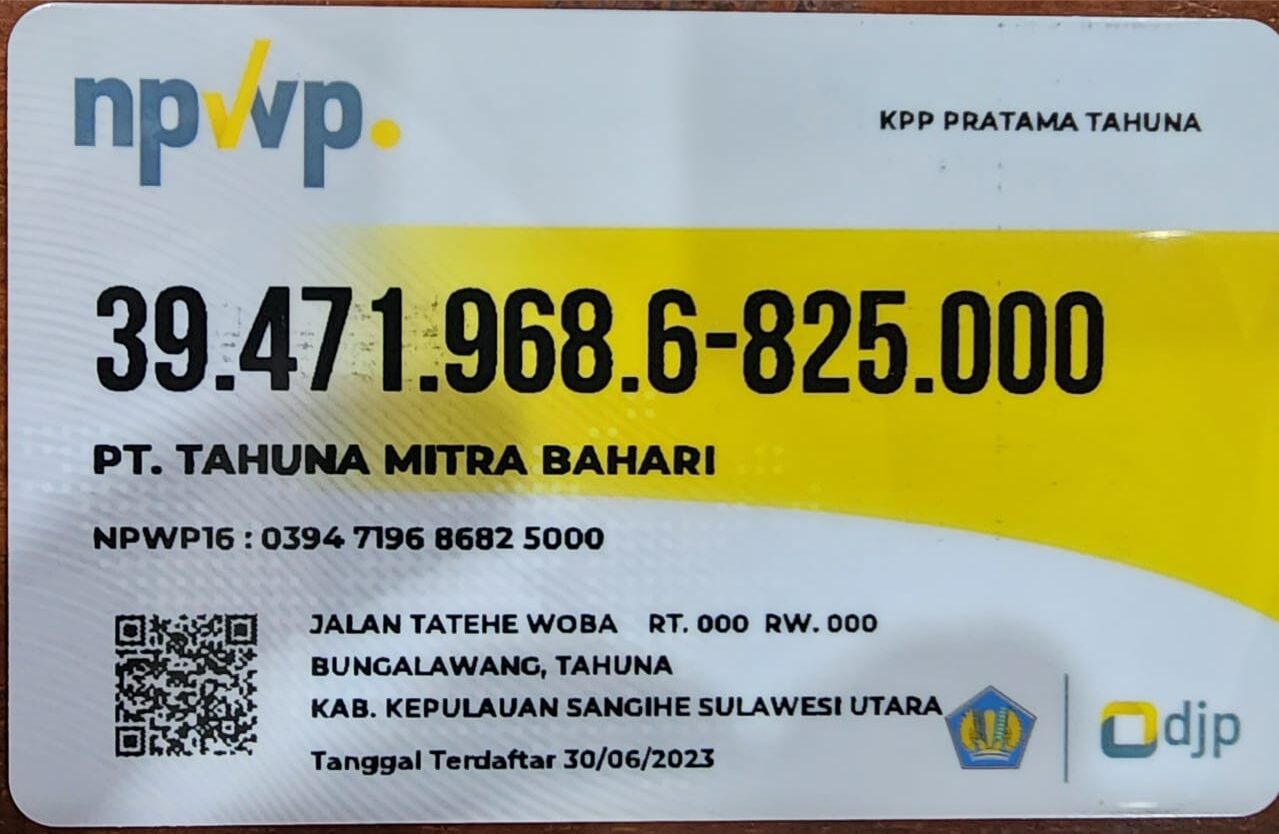 npwp.
KPP PRATAMA TAHUNA
39.471.968.6-825.000
PT. TAHUNA MITRA BAHARI
NPWP16 : 0394 7196 8682 5000
JALAN TATEHE WOBA RT. 000 RW. 000
BUNGALAWANG, TAHUNA
KAB. KEPULAUAN SANGIHE SULAWESI UTARA
Tanggal Terdaftar 30/06/2023
djp